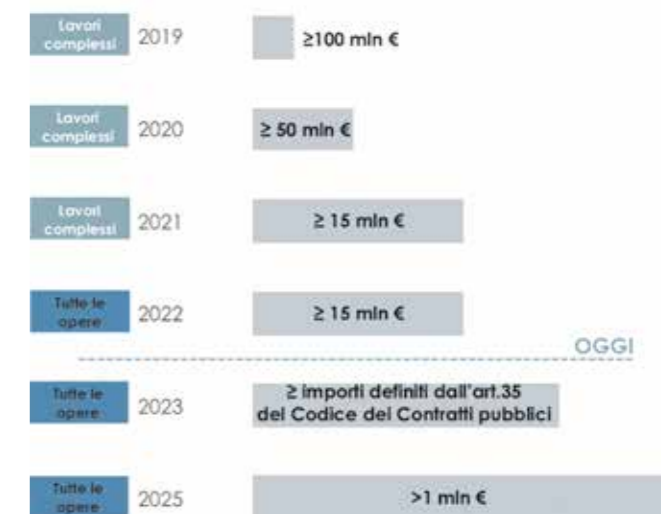 Lavori
complessi
2019
≥100 mln €
Lavori
complessi
2020
≥ 50 mln €
Lavori
complessi
2021
≥ 15 mln €
Tutte le
opere
2022
≥ 15 mln €
OGGI
Tutte le
opere
2023
≥ importi definiti dall'art.35
del Codice dei Contratti pubblici
Tutte le
opere
2025
>1 mln €